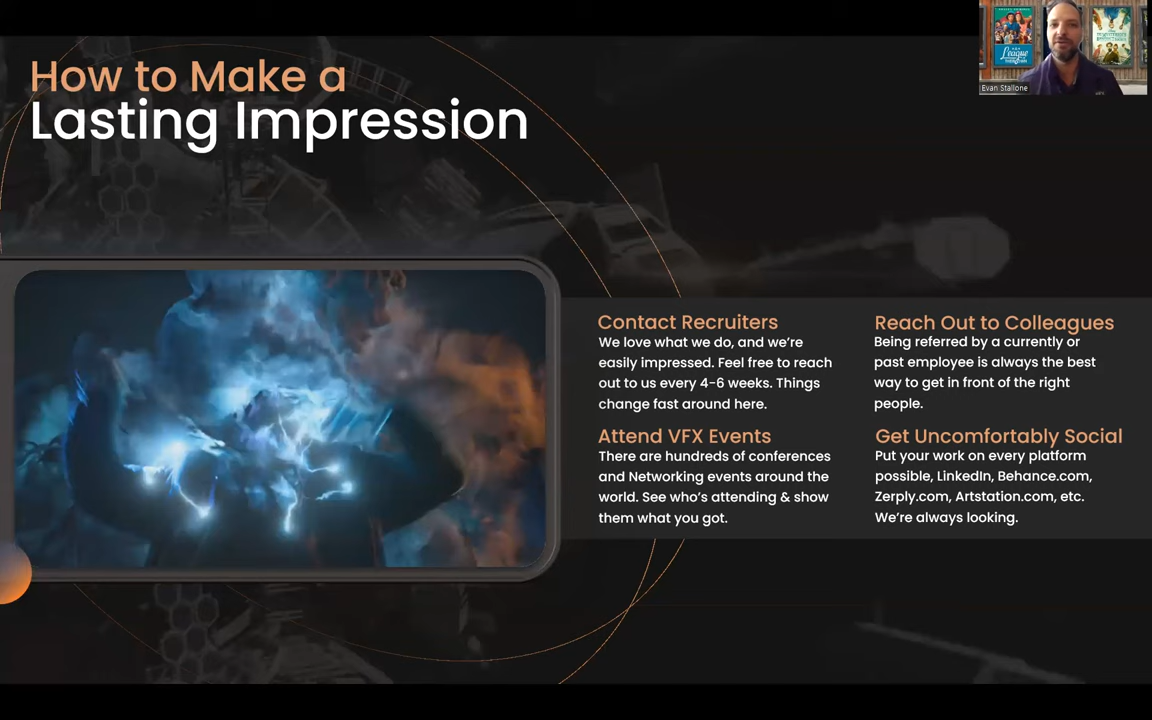 How to Make a
Lasting Impression
Evan Stallone
League
Contact Recruiters
We love what we do, and we're
easily impressed. Feel free to reach
out to us every 4-6 weeks. Things
change fast around here.
Reach Out to Colleagues
Being referred by a currently or
past employee is always the best
way to get in front of the right
people.
Attend VFX Events
There are hundreds of conferences
and Networking events around the
world. See who's attending & show
them what you got.
Get Uncomfortably Social
Put your work on every platform
possible, LinkedIn, Behance.com,
Zerply.com, Artstation.com, etc.
We're always looking.